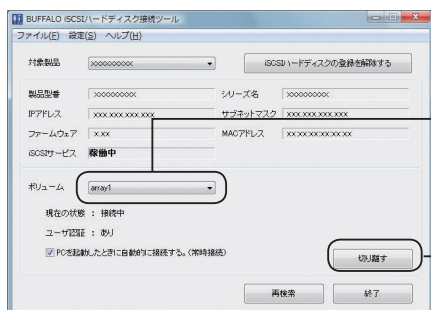 BUFFALO iSCSIハードディスク接続ツール
ファイル(F) 設定(S) ヘルプ(H)
対象製品 xxxxxxxxx iSCSIハードディスクの登録を解除する
製品型番 xxxxxxxxx シリーズ名 xxxxxxxxx
IPアドレス xxx.xxx.xxx.xxx サブネットマスク xxx.xxx.xxx.xxx
ファームウェア x.xx MACアドレス xx:xx:xx:xx:xx:xx
iSCSIサービス 稼働中
ボリューム array1
現在の状態 : 接続中
ユーザ認証 : あり
PCを起動したときに自動的に接続する。(常時接続)
切り離す
再検索 終了